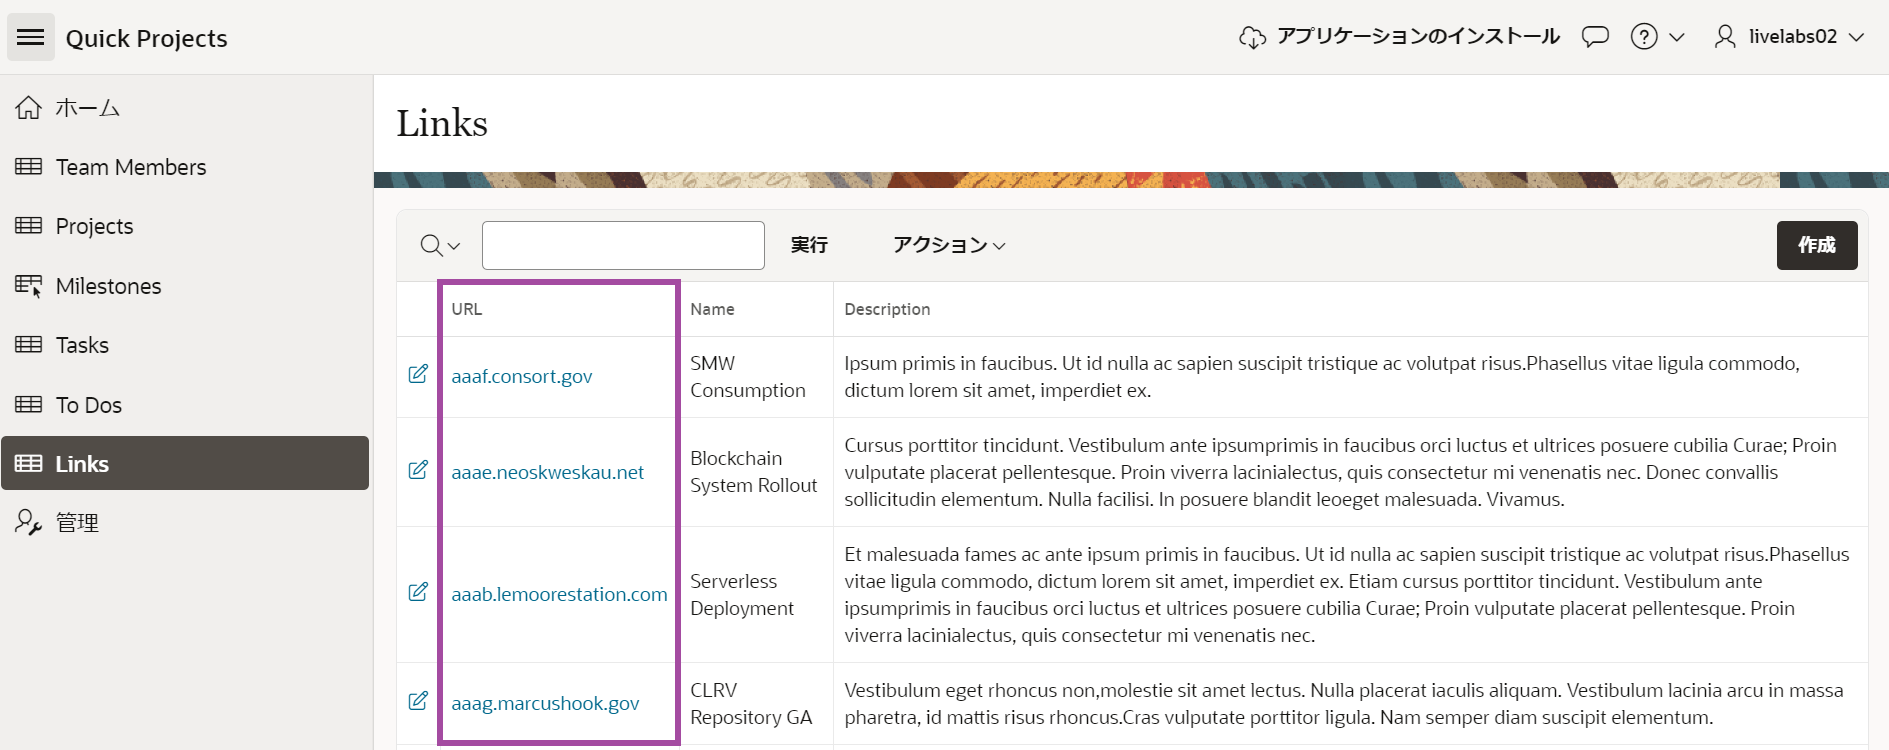 Quick Projects
アプリケーションのインストール
?
livelabs02
ホーム
Team Members
Projects
Milestones
Tasks
To Dos
Links
管理
Links
実行
アクション
作成
URL
Name
Description
aaaf.consort.gov
SMW
Consumption
Ipsum primis in faucibus. Ut id nulla ac sapien suscipit tristique ac volutpat risus.Phasellus vitae ligula commodo,
dictum lorem sit amet, imperdiet ex.
aaae.neoskweskau.net
Blockchain
System Rollout
Cursus porttitor tincidunt. Vestibulum ante ipsumprimis in faucibus orci luctus et ultrices posuere cubilia Curae; Proin
vulputate placerat pellentesque. Proin viverra lacinialectus, quis consectetur mi venenatis nec. Donec convallis
sollicitudin elementum. Nulla facilisi. In posuere blandit leoeget malesuada. Vivamus.
aaab.lemoorestation.com
Serverless
Deployment
Et malesuada fames ac ante ipsum primis in faucibus. Ut id nulla ac sapien suscipit tristique ac volutpat risus.Phasellus
vitae ligula commodo, dictum lorem sit amet, imperdiet ex. Etiam cursus porttitor tincidunt. Vestibulum ante
ipsumprimis in faucibus orci luctus et ultrices posuere cubilia Curae; Proin vulputate placerat pellentesque. Proin
viverra lacinialectus, quis consectetur mi venenatis nec.
aaag.marcushook.gov
CLRV
Repository GA
Vestibulum eget rhoncus non,molestie sit amet lectus. Nulla placerat iaculis aliquam. Vestibulum lacinia arcu in massa
pharetra, id mattis risus rhoncus.Cras vulputate porttitor ligula. Nam semper diam suscipit elementum.